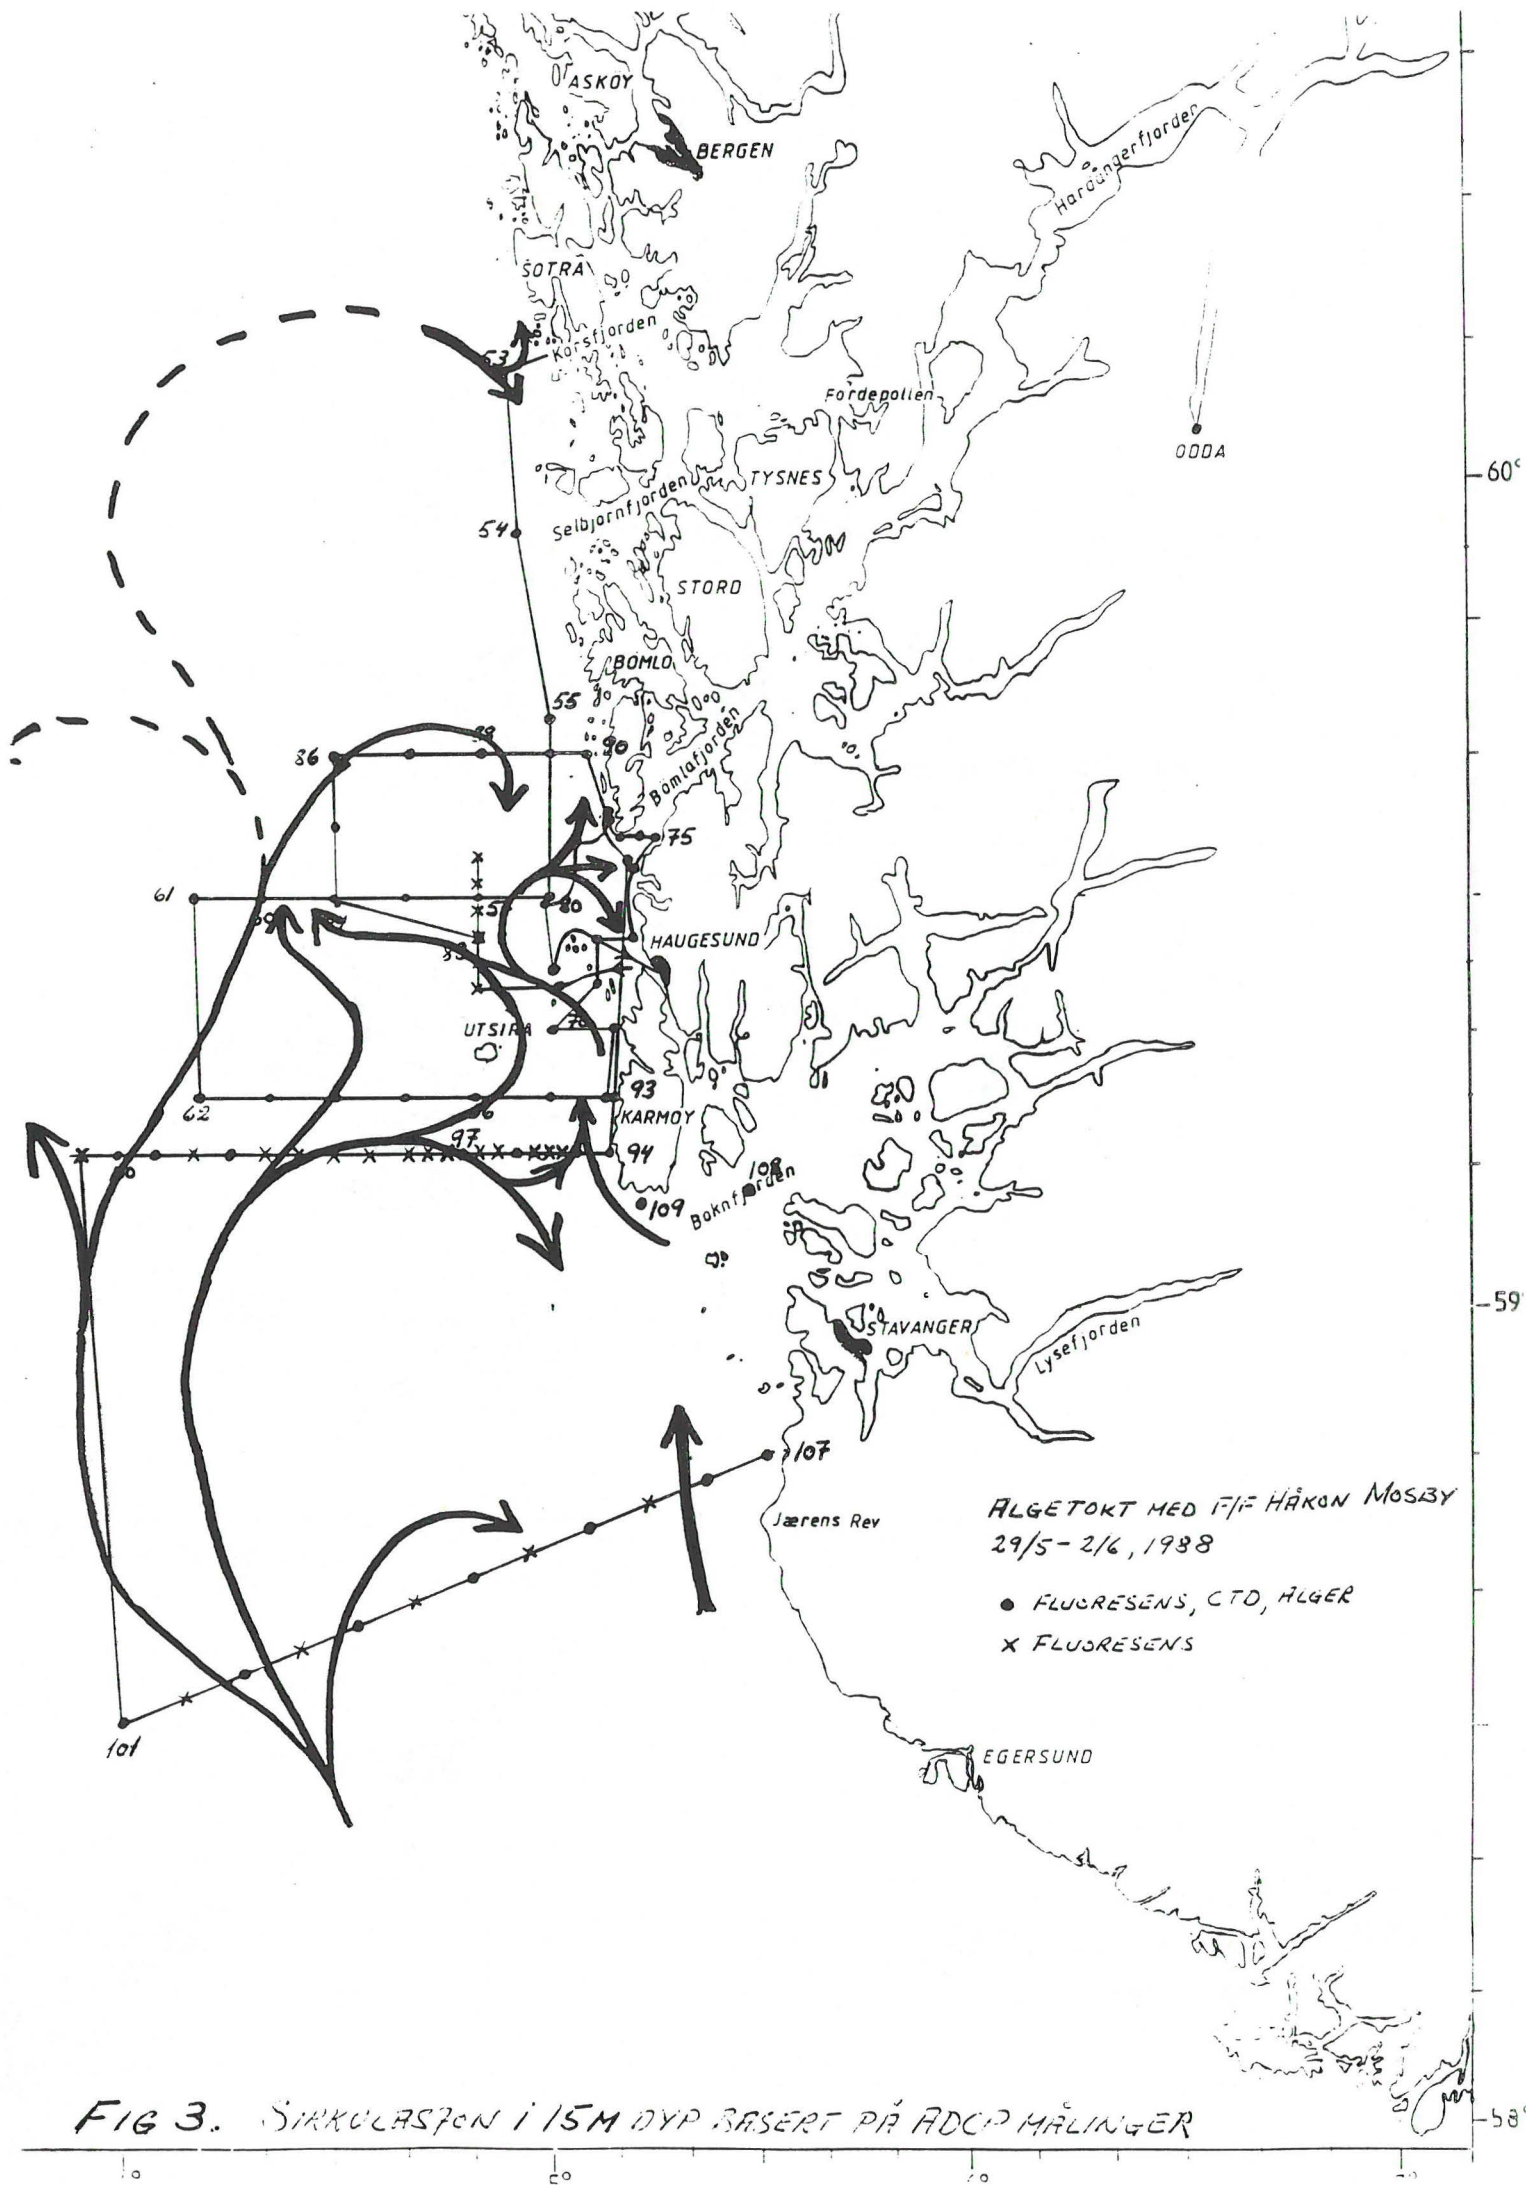 ASKOY
BERGEN
Hardangerfjorden
SOTRA
53
Korsfjorden
Fordepollen
ODDA
60°
TYSNES
Selbjornfjorden
54
STORD
BOMLO
55
86
90
Bomlafjorden
75
61
80
HAUGESUND
UTSIRA
93
62
KARMOY
97
94
109
Boknfjorden
59°
STAVANGER
Lysefjorden
107
Jærens Rev
ALGETOKT MED F/F HÅKON MOSBY
29/5 - 2/6, 1988
● FLUORESENS, CTD, ALGER
x FLUORESENS
101
EGERSUND
FIG 3. SIRKULASJON i 15M DYP BASERT PÅ ADCP MÅLINGER
58°